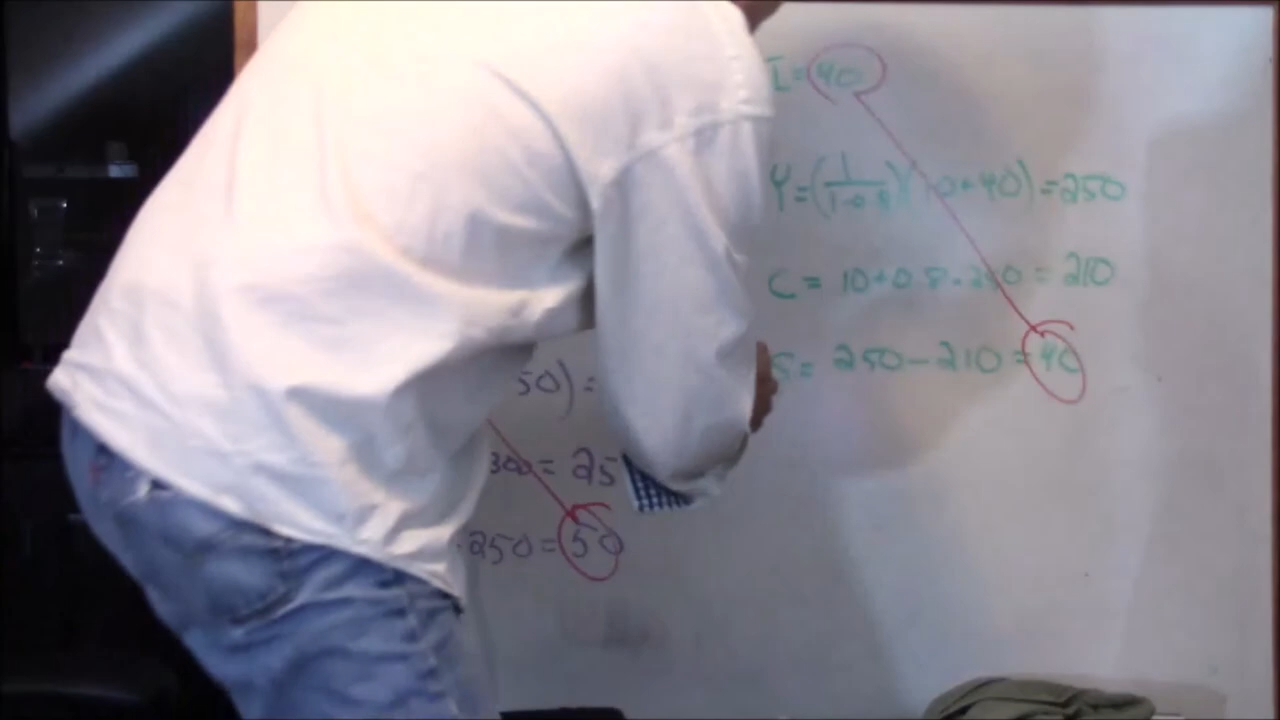 I = 40
Y = (1/1-0.8)(10+40) = 250
C = 10+0.8·250 = 210
S = 250-210 = 40
50) =
300 = 25
250 = 50